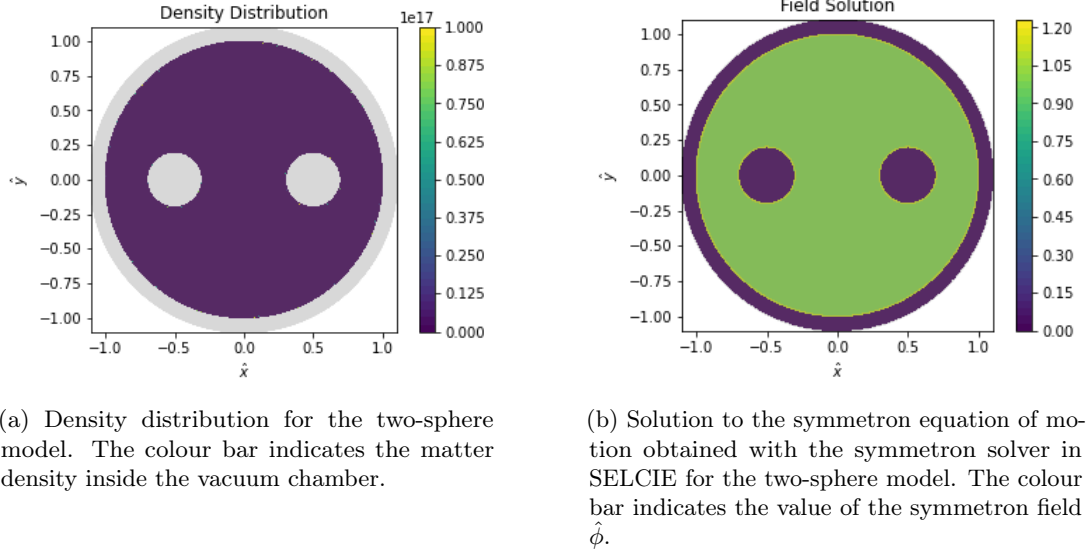 Density Distribution
1e17
1.00
0.75
0.50
0.25
0.00
−0.25
−0.50
−0.75
−1.00
ŷ
−1.0 −0.5 0.0 0.5 1.0
x̂
1.000
0.875
0.750
0.625
0.500
0.375
0.250
0.125
0.000
Field Solution
1.00
0.75
0.50
0.25
0.00
−0.25
−0.50
−0.75
−1.00
ŷ
−1.0 −0.5 0.0 0.5 1.0
x̂
1.20
1.05
0.90
0.75
0.60
0.45
0.30
0.15
0.00
(a) Density distribution for the two-sphere
model. The colour bar indicates the matter
density inside the vacuum chamber.
(b) Solution to the symmetron equation of mo-
tion obtained with the symmetron solver in
SELCIE for the two-sphere model. The colour
bar indicates the value of the symmetron field
ϕ̂.